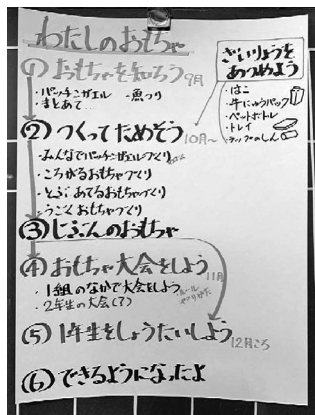 わたしのおもちゃ
① おもちゃを知ろう 9月
・パッチンガエル ・魚つり
・まとあて…
ざいりょうを
あつめよう
・はこ
・牛にゅうパック
・ペットボトル
・トレイ
・ラップのしん
② つくってためそう 10月~
・みんなでパッチンガエルづくり
・ころがるおもちゃづくり
・とぶ あてるおもちゃづくり
・うごくおもちゃづくり
③ じぶんのおもちゃ
④ おもちゃ大会をしよう 11月
・1組のなかで大会をしよう
・2年生の大会(?)
・ルール
やりかた
⑤ 1年生をしょうたいしよう 12月ころ
⑥ できるようになったよ